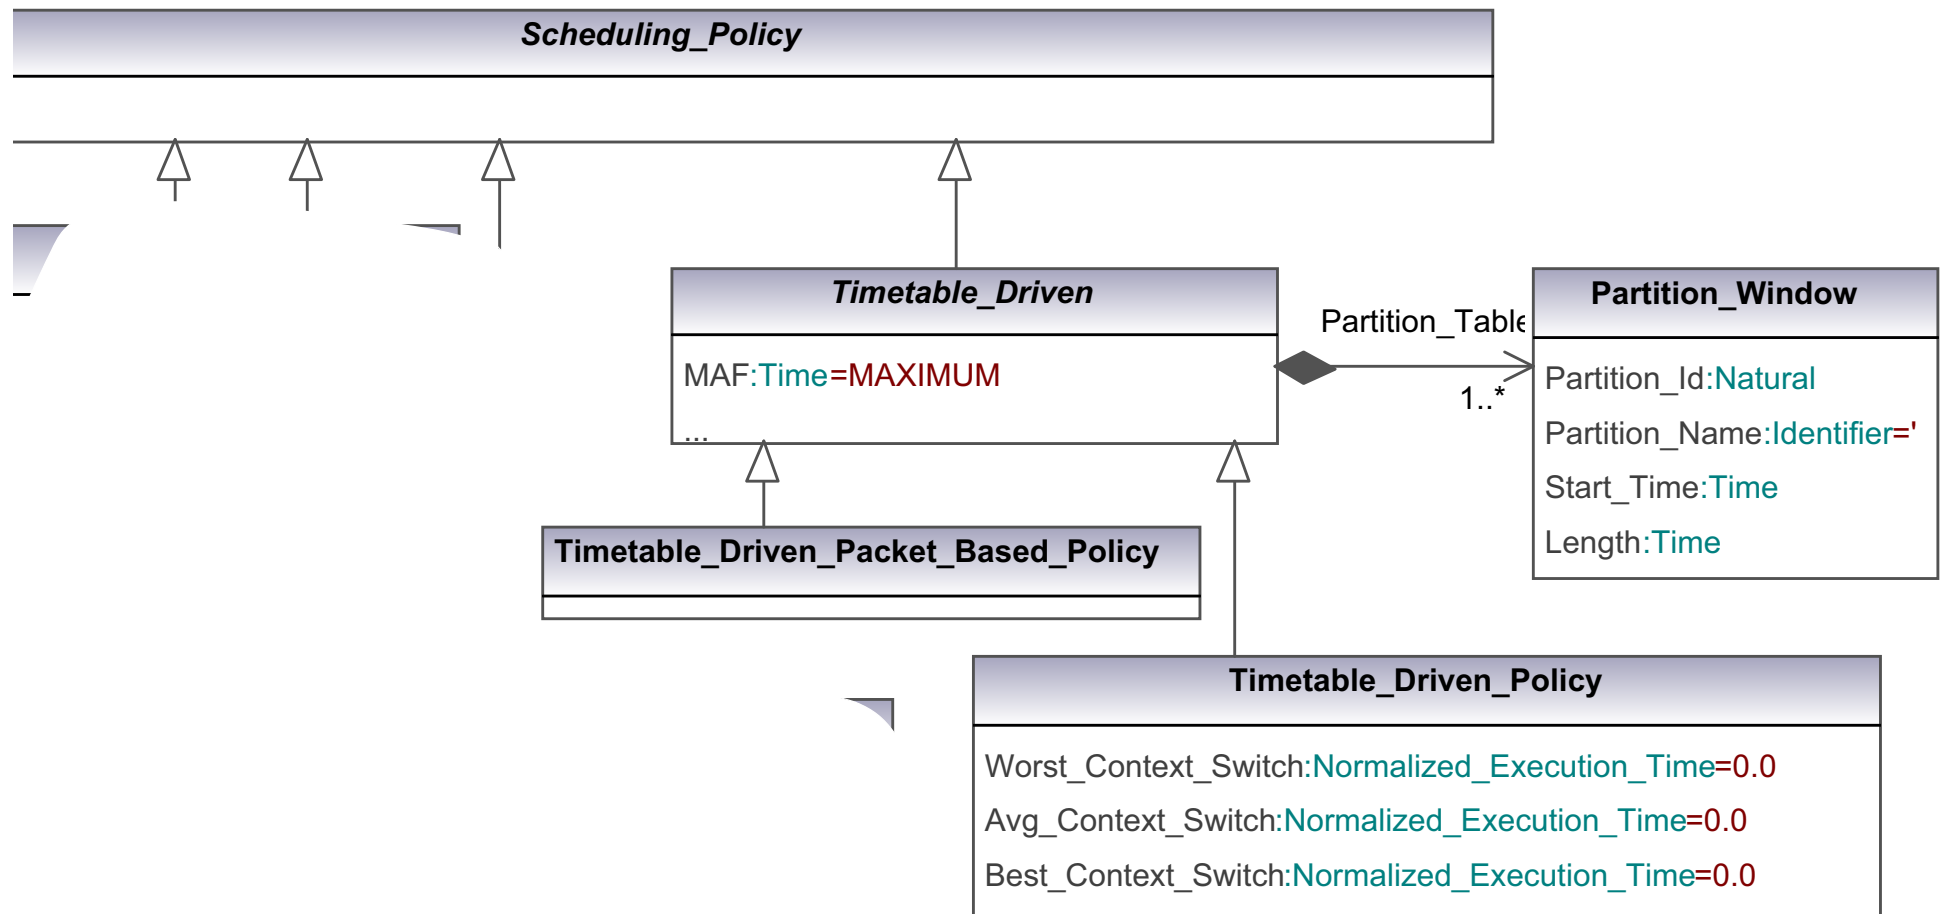 Scheduling_Policy
Timetable_Driven
MAF:Time=MAXIMUM
...
Partition_Table
1..*
Partition_Window
Partition_Id:Natural
Partition_Name:Identifier='
Start_Time:Time
Length:Time
Timetable_Driven_Packet_Based_Policy
Timetable_Driven_Policy
Worst_Context_Switch:Normalized_Execution_Time=0.0
Avg_Context_Switch:Normalized_Execution_Time=0.0
Best_Context_Switch:Normalized_Execution_Time=0.0